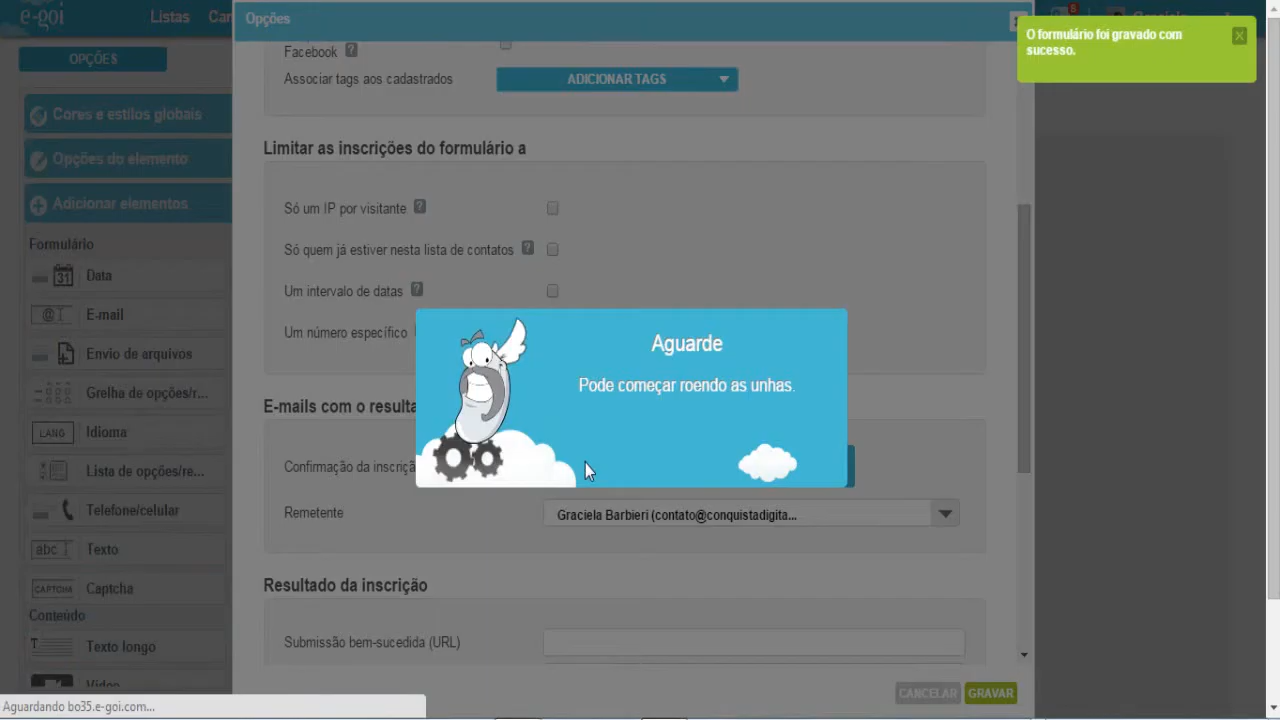 e-goi
Listas
Opções
8
O formulário foi gravado com
sucesso.
OPÇÕES
Facebook
Associar tags aos cadastrados
ADICIONAR TAGS
Cores e estilos globais
Opções do elemento
Adicionar elementos
Limitar as inscrições do formulário a
Só um IP por visitante
Só quem já estiver nesta lista de contatos
Um intervalo de datas
Um número específico
Formulário
31 Data
@ E-mail
Envio de arquivos
Grelha de opções/r...
LANG Idioma
Lista de opções/re...
Telefone/celular
abc Texto
CAPTCHA Captcha
Conteúdo
T Texto longo
Vídeo
Aguarde
Pode começar roendo as unhas.
E-mails com o resulta
Confirmação da inscriçã
Remetente
Graciela Barbieri (contato@conquistadigita...
Resultado da inscrição
Submissão bem-sucedida (URL)
CANCELAR
GRAVAR
Aguardando bo35.e-goi.com...